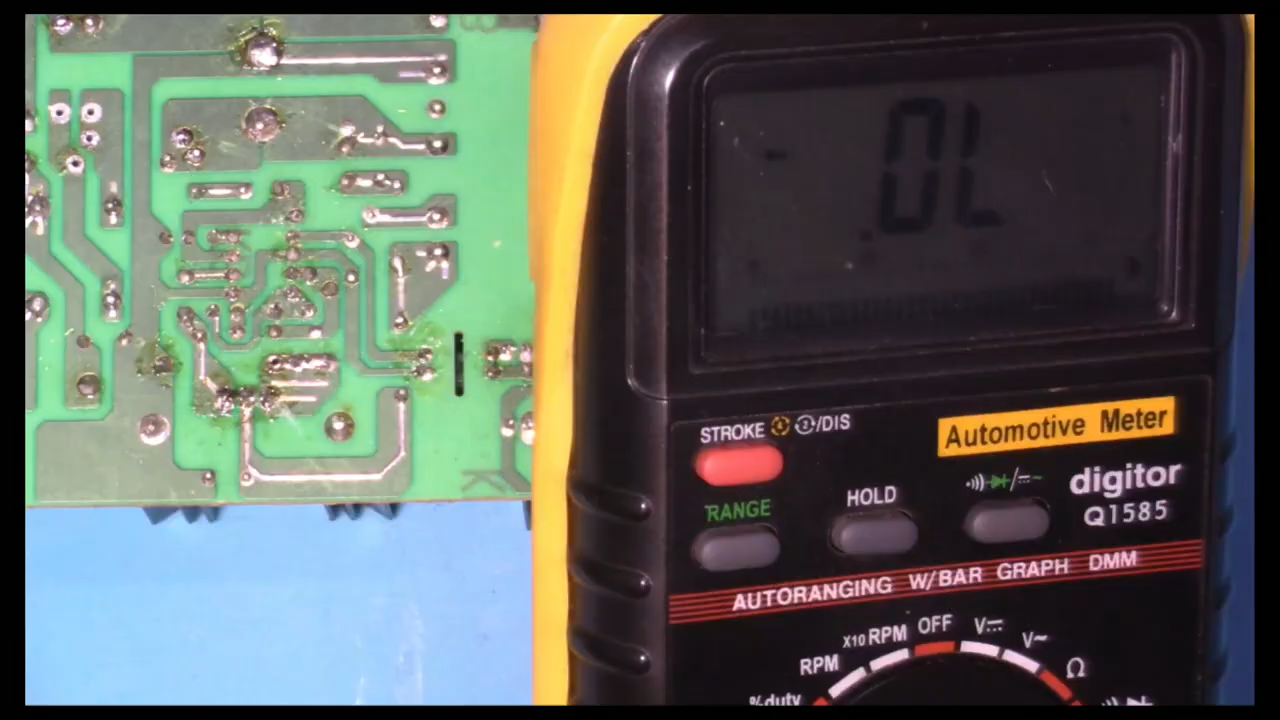 OL
STROKE /DIS
Automotive Meter
digitor
RANGE
HOLD
Q1585
AUTORANGING W/BAR GRAPH DMM
OFF
V
X10 RPM
V~
RPM
Ω
%duty